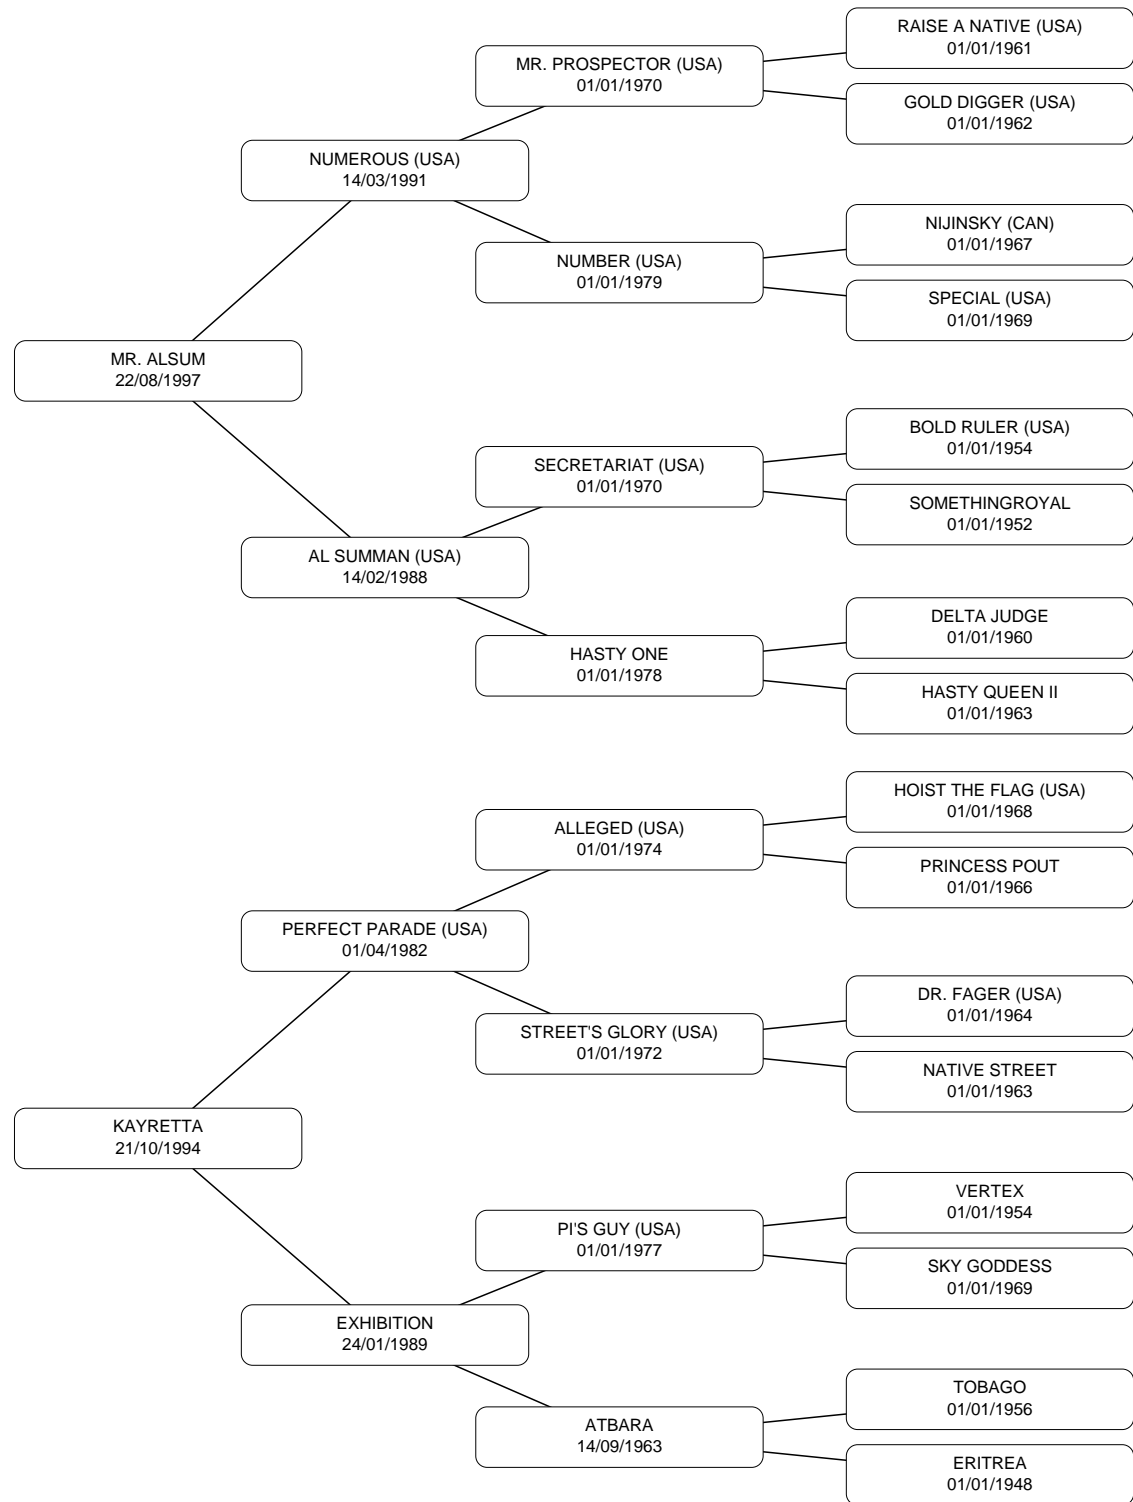 RAISE A NATIVE (USA)
01/01/1961
MR. PROSPECTOR (USA)
01/01/1970
GOLD DIGGER (USA)
01/01/1962
NUMEROUS (USA)
14/03/1991
NIJINSKY (CAN)
01/01/1967
NUMBER (USA)
01/01/1979
SPECIAL (USA)
01/01/1969
MR. ALSUM
22/08/1997
BOLD RULER (USA)
01/01/1954
SECRETARIAT (USA)
01/01/1970
SOMETHINGROYAL
01/01/1952
AL SUMMAN (USA)
14/02/1988
DELTA JUDGE
01/01/1960
HASTY ONE
01/01/1978
HASTY QUEEN II
01/01/1963
HOIST THE FLAG (USA)
01/01/1968
ALLEGED (USA)
01/01/1974
PRINCESS POUT
01/01/1966
PERFECT PARADE (USA)
01/04/1982
DR. FAGER (USA)
01/01/1964
STREET'S GLORY (USA)
01/01/1972
NATIVE STREET
01/01/1963
KAYRETTA
21/10/1994
VERTEX
01/01/1954
PI'S GUY (USA)
01/01/1977
SKY GODDESS
01/01/1969
EXHIBITION
24/01/1989
TOBAGO
01/01/1956
ATBARA
14/09/1963
ERITREA
01/01/1948